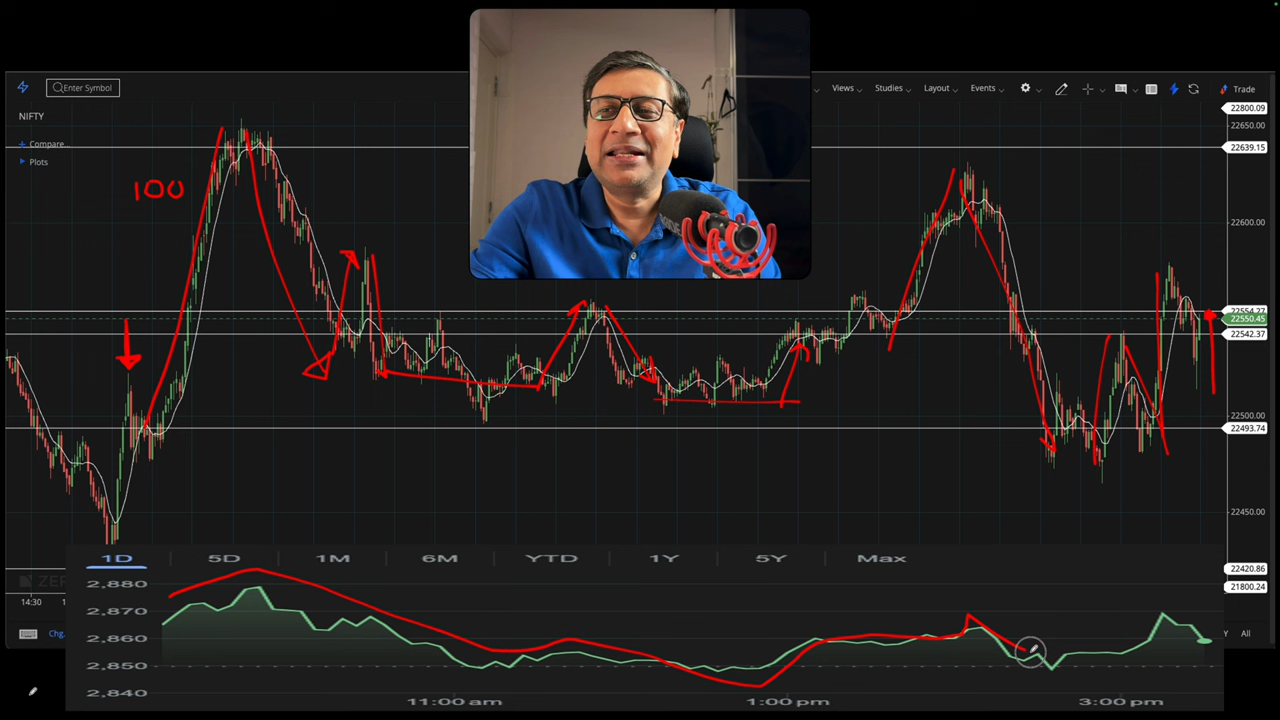 Enter Symbol
Views Studies Layout Events Trade
NIFTY
Compare..
Plots
100
22800.09
22650.00
22639.15
22600.00
22554.77
22550.45
22542.37
22500.00
22493.74
22450.00
22420.86
21800.24
14:30
Chg.
All
1D 5D 1M 6M YTD 1Y 5Y Max
2,880
2,870
2,860
2,850
2,840
11:00 am 1:00 pm 3:00 pm